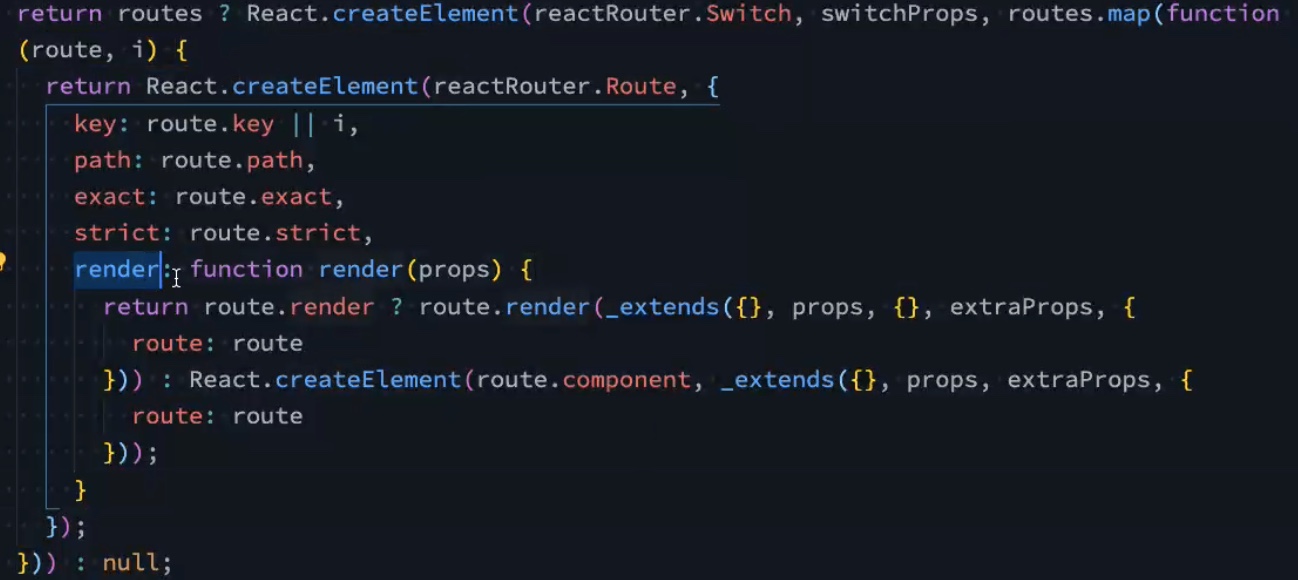 return routes ? React.createElement(reactRouter.Switch, switchProps, routes.map(function
(route, i) {
return React.createElement(reactRouter.Route, {
key: route.key || i,
path: route.path,
exact: route.exact,
strict: route.strict,
render: function render(props) {
return route.render ? route.render(_extends({}, props, {}, extraProps, {
route: route
})) : React.createElement(route.component, _extends({}, props, extraProps, {
route: route
}));
}
});
})) : null;